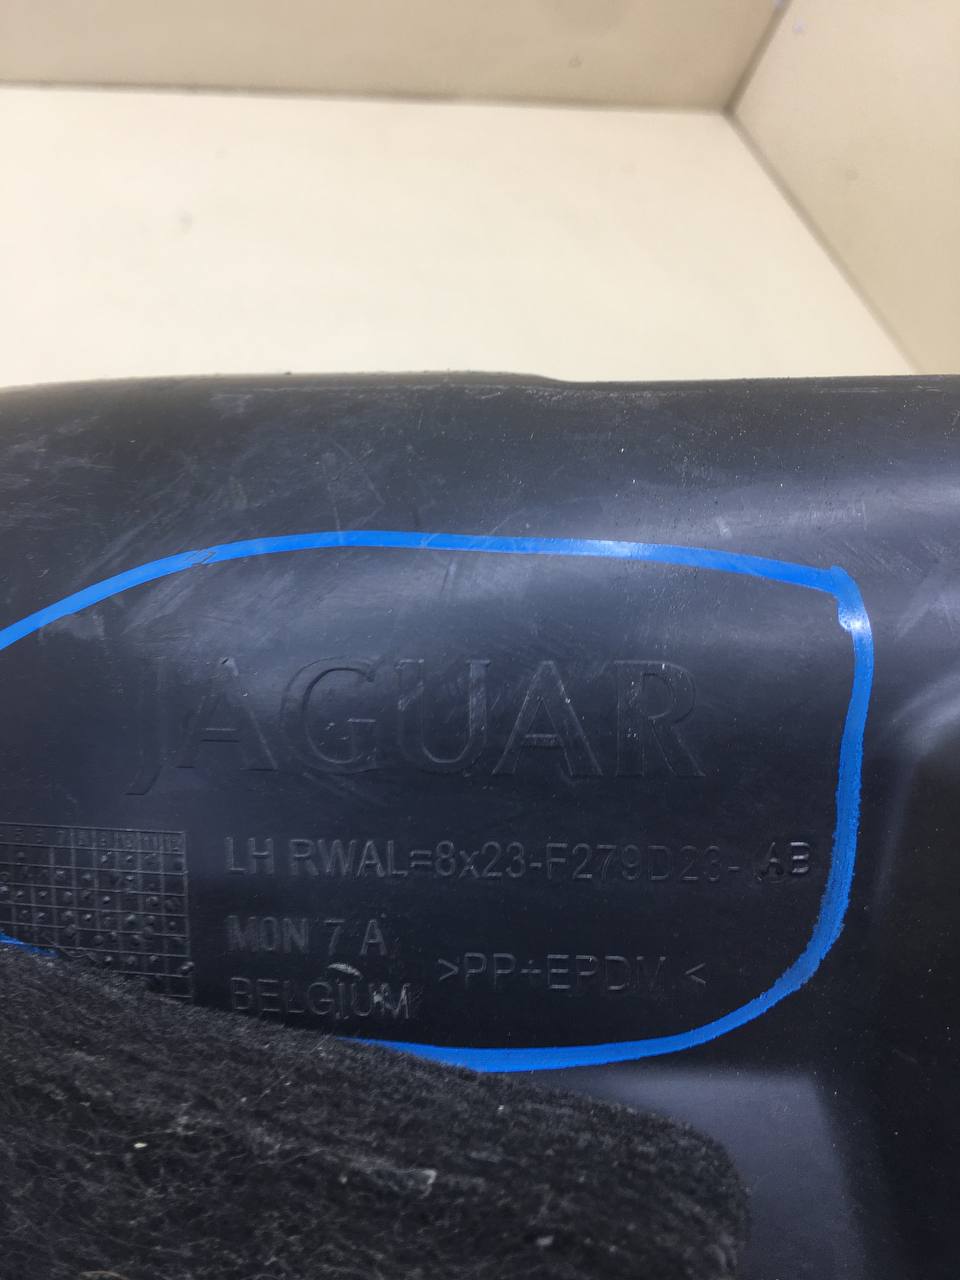 JAGUAR
LH RWAL=8x23-F279D23-AB
MON 7 A
>PP+EPDM<
BELGIUM